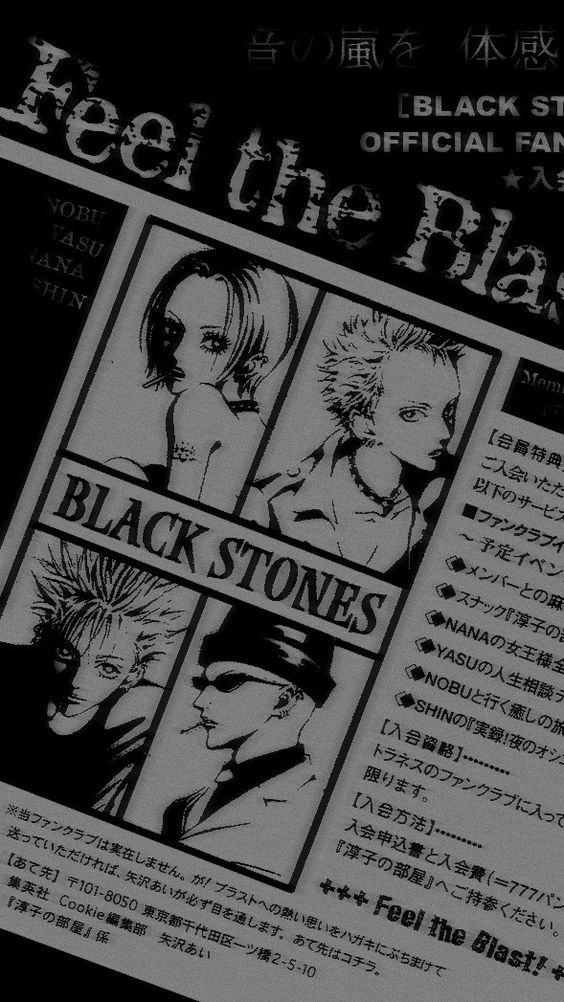 音の嵐を 体感
Feel the Blas
[BLACK ST
OFFICIAL FAN
★入会
NOBU
YASU
NANA
SHIN
BLACK STONES
Mem
【会員特典
ご入会いただ
以下のサービ
■ファンクライ
～予定イベン
◆メンバーとの麻
◆スナック『淳子の部
◆NANAの女王様全
◆YASUの人生相談
◆NOBUと行く癒しの旅
◆SHINの『実録!夜のオシ
【入会資略】………
トラネスのファンクラブに入って
限ります。
【入会方法】………
入会申込書と入会費(=777パン
『淳子の部屋』へご持参ください。
+++ Feel the Blast! +
※当ファンクラブは実在しません。が! ブラストへの熱い思いをハガキにぶちまけて
送っていただければ、矢沢あいが必ず目を通します。あて先はコチラ。
【あて先】〒101-8050 東京都千代田区一ツ橋2-5-10
集英社 Cookie編集部 矢沢あい
『淳子の部屋』係